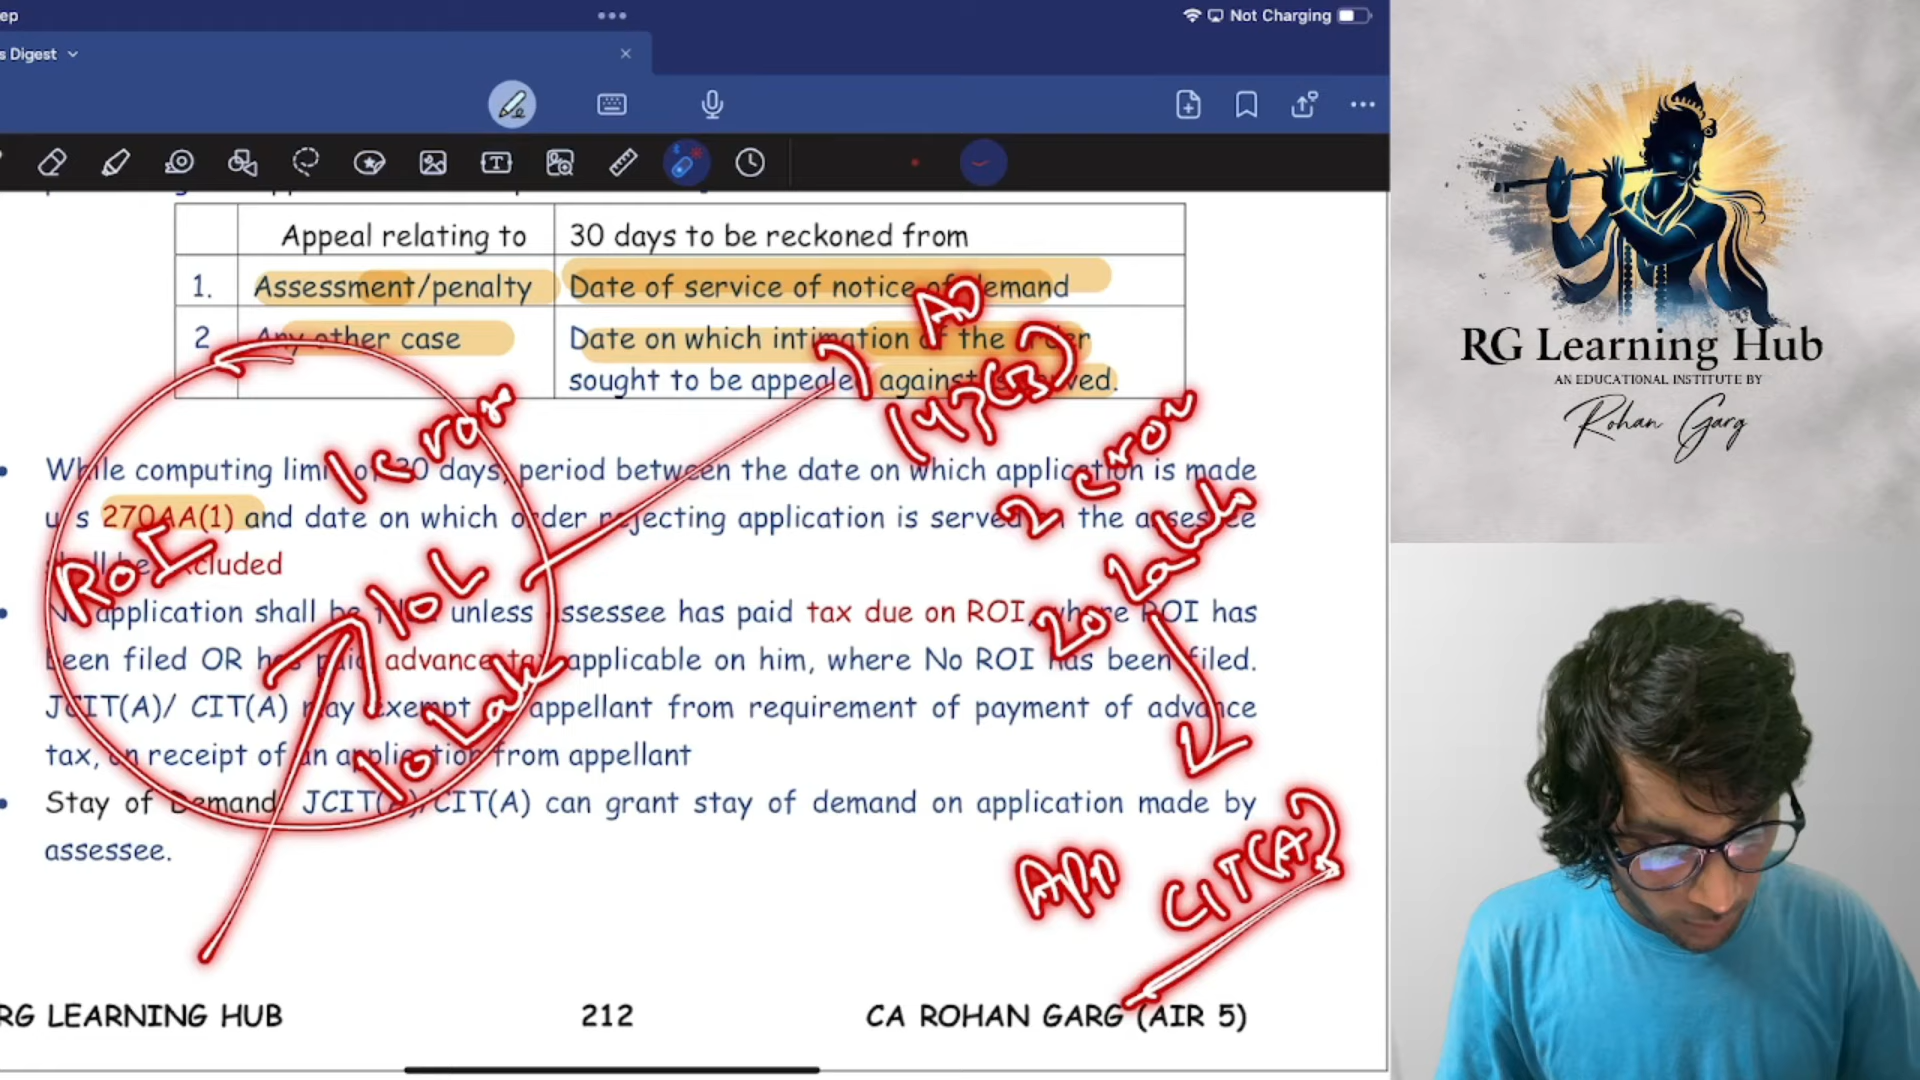 ep
Not Charging
s Digest
Appeal relating to
30 days to be reckoned from
1.
Assessment/penalty
Date of service of notice of demand
2
Any other case
Date on which intimation of the order
sought to be appealed against is served.
AO
143(3)
1 cror
2 cror
While computing limit of 30 days, period between the date on which application is made
u/s 270AA(1) and date on which order rejecting application is served on the assessee
shall be excluded
ROI
10L
20 Lakh
No application shall be filed unless assessee has paid tax due on ROI, where ROI has
been filed OR has paid advance tax applicable on him, where No ROI has been filed.
JCIT(A)/ CIT(A) may exempt appellant from requirement of payment of advance
tax, on receipt of an application from appellant
10 Lakh
Stay of Demand JCIT(A)/CIT(A) can grant stay of demand on application made by
assessee.
CIT(A)
RG LEARNING HUB
212
CA ROHAN GARG (AIR 5)
RG Learning Hub
AN EDUCATIONAL INSTITUTE BY
Rohan Garg